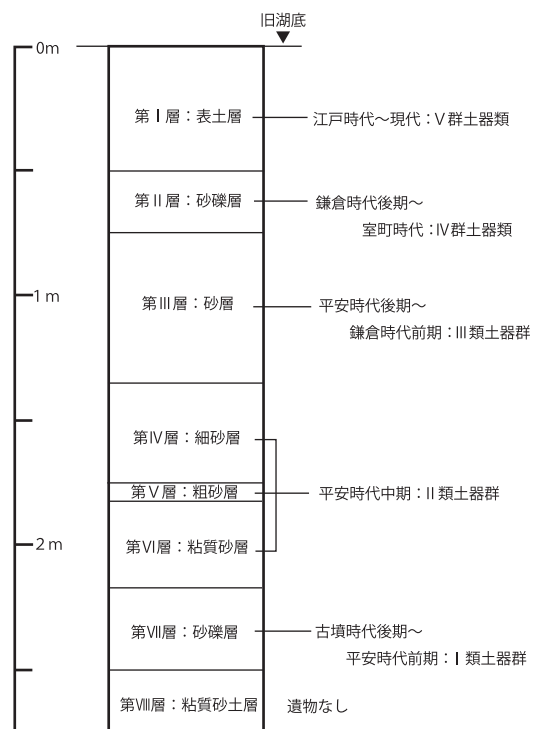 旧湖底
0m
第Ⅰ層：表土層
江戸時代～現代：Ⅴ群土器類
第Ⅱ層：砂礫層
鎌倉時代後期～
室町時代：Ⅳ群土器類
1m
第Ⅲ層：砂層
平安時代後期～
鎌倉時代前期：Ⅲ類土器群
第Ⅳ層：細砂層
第Ⅴ層：粗砂層
平安時代中期：Ⅱ類土器群
2m
第Ⅵ層：粘質砂層
第Ⅶ層：砂礫層
古墳時代後期～
平安時代前期：Ⅰ類土器群
第Ⅷ層：粘質砂土層
遺物なし